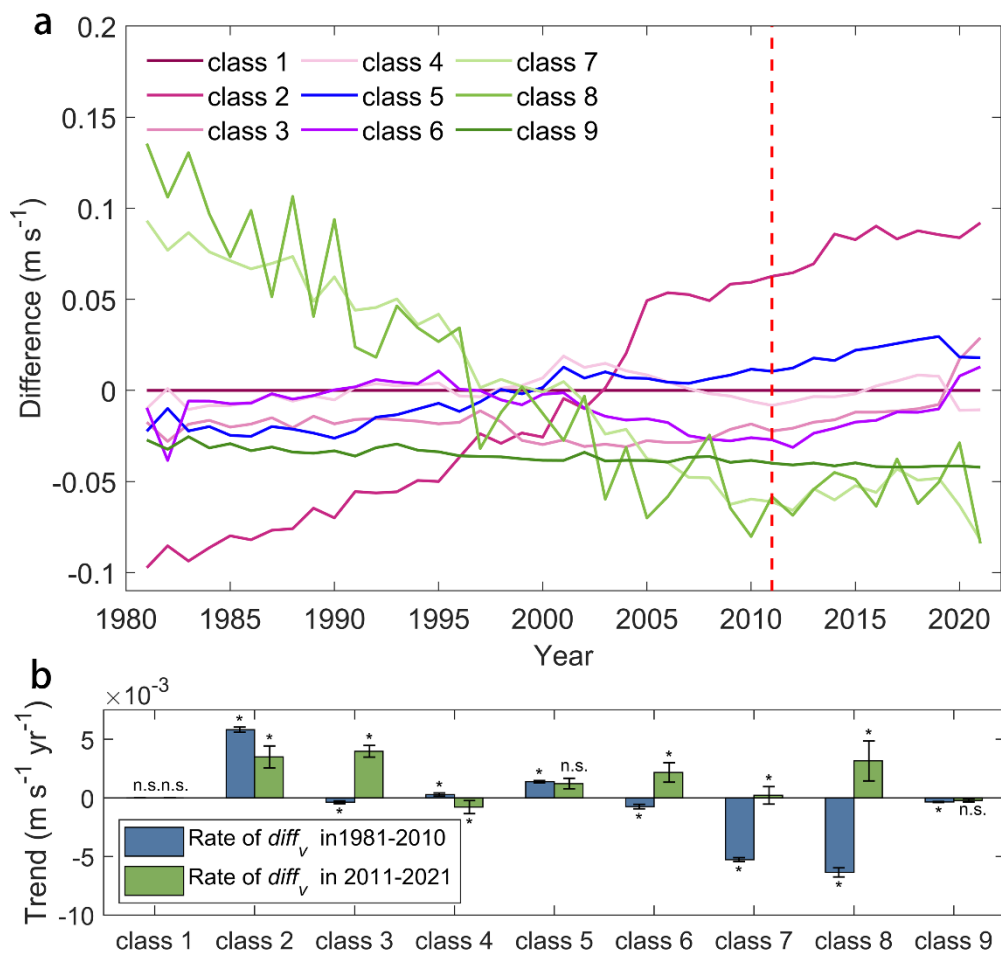 a
0.2
0.15
0.1
0.05
0
-0.05
-0.1
Difference (m s-1)
class 1 class 4 class 7
class 2 class 5 class 8
class 3 class 6 class 9
1980 1985 1990 1995 2000 2005 2010 2015 2020
Year
b
×10-3
5
0
-5
-10
Trend (m s-1 yr-1)
n.s. n.s. * * * * * * * n.s. * * * * * * * n.s.
Rate of diffv in1981-2010
Rate of diffv in 2011-2021
class 1 class 2 class 3 class 4 class 5 class 6 class 7 class 8 class 9